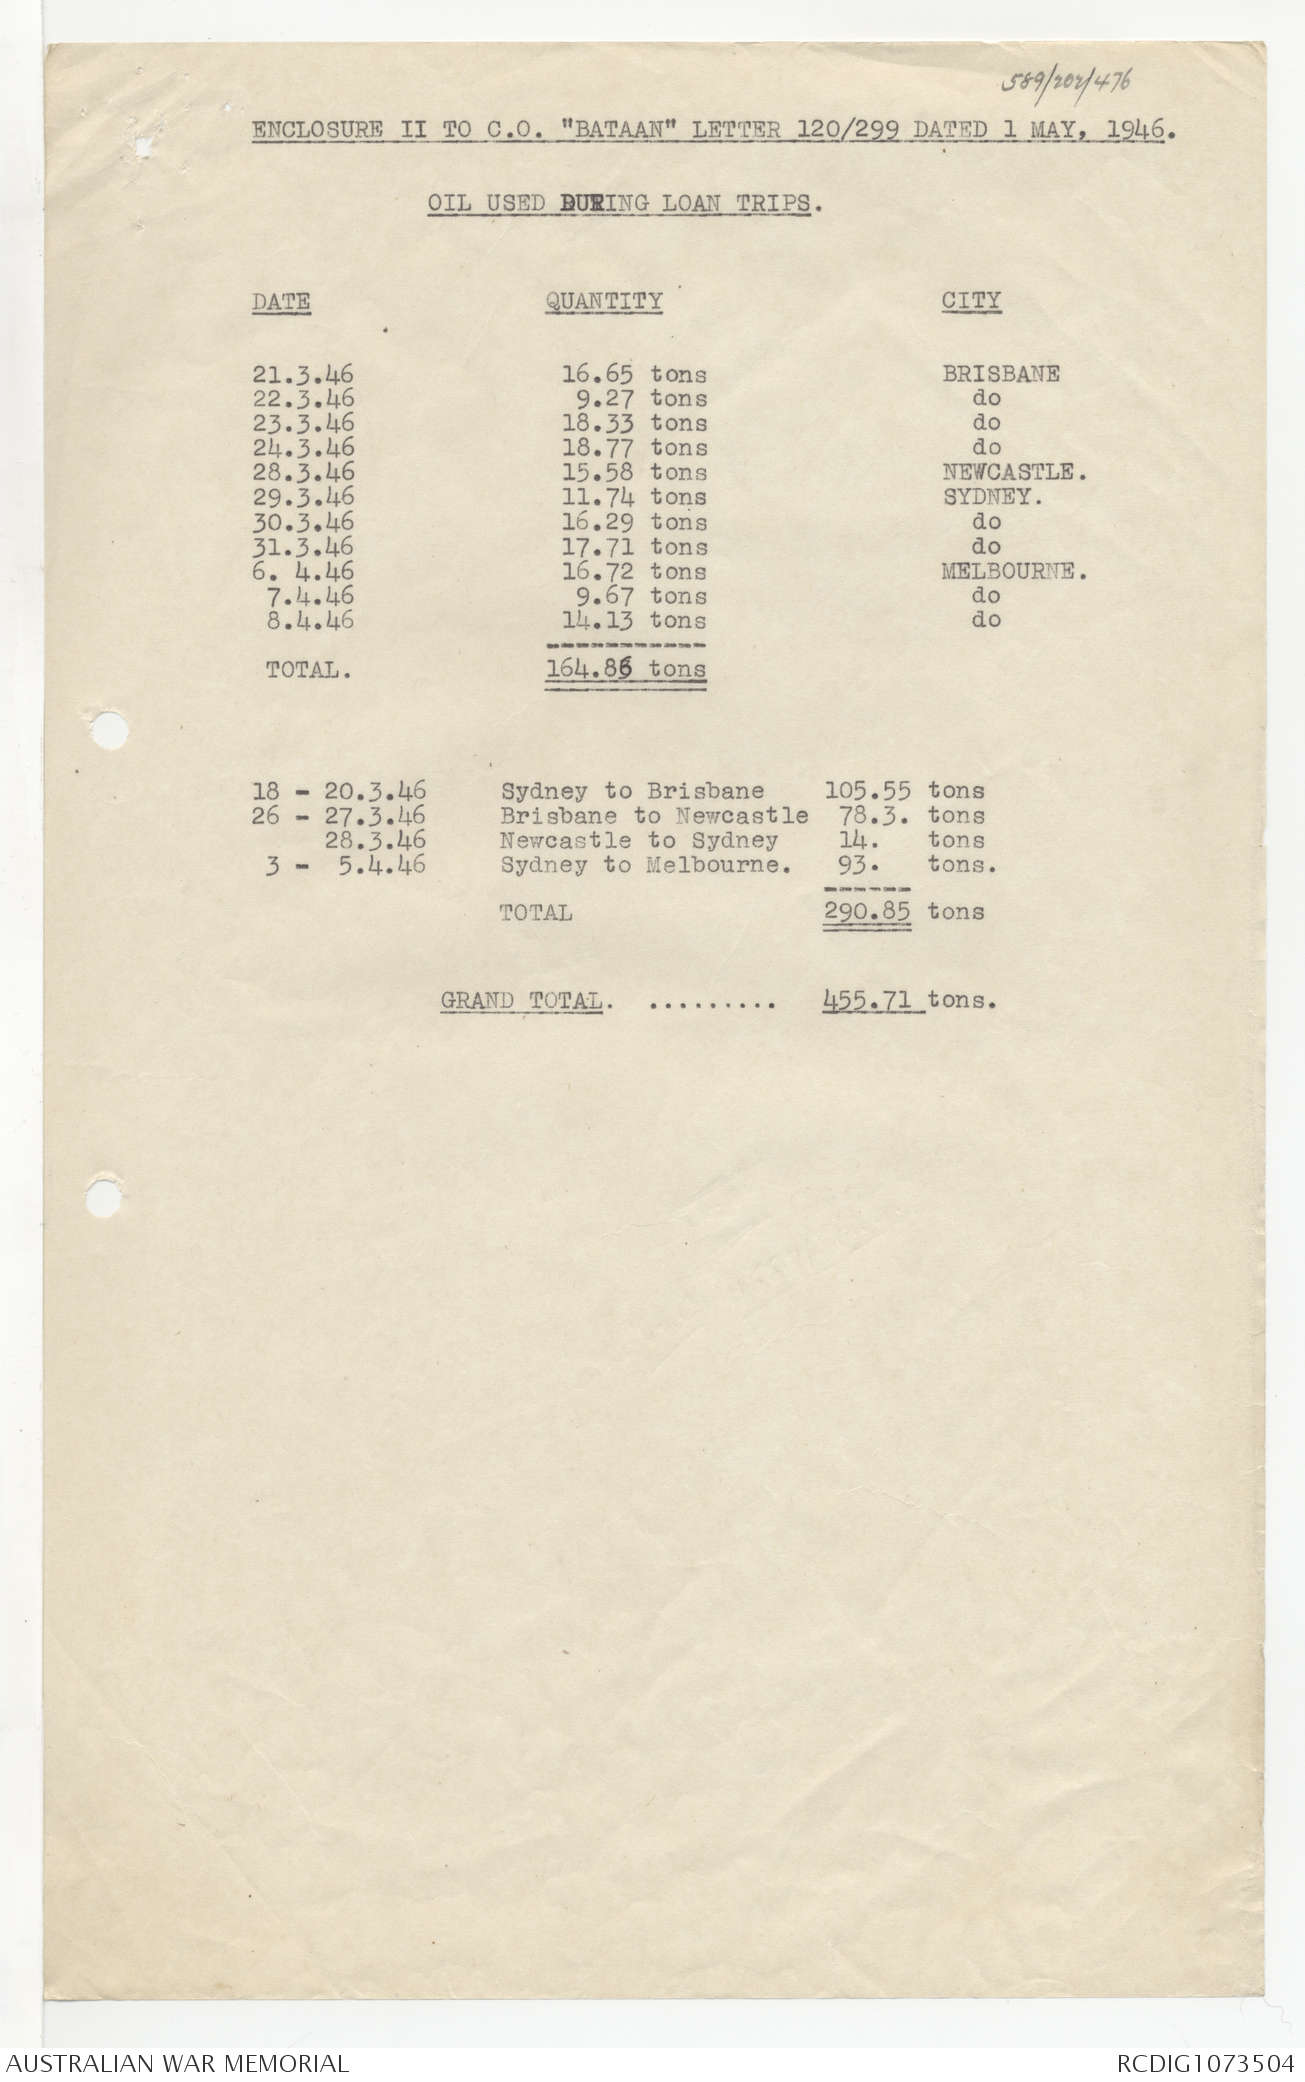 589/202/476
ENCLOSURE II TO C.O. "BATAAN" LETTER 120/299 DATED 1 MAY, 1946.
OIL USED DURING LOAN TRIPS.
DATE QUANTITY CITY
21.3.46 16.65 tons BRISBANE
22.3.46 9.27 tons do
23.3.46 18.33 tons do
24.3.46 18.77 tons do
28.3.46 15.58 tons NEWCASTLE.
29.3.46 11.74 tons SYDNEY.
30.3.46 16.29 tons do
31.3.46 17.71 tons do
6. 4.46 16.72 tons MELBOURNE.
7.4.46 9.67 tons do
8.4.46 14.13 tons do
TOTAL. 164.86 tons
18 - 20.3.46 Sydney to Brisbane 105.55 tons
26 - 27.3.46 Brisbane to Newcastle 78.3. tons
28.3.46 Newcastle to Sydney 14. tons
3 - 5.4.46 Sydney to Melbourne. 93. tons.
TOTAL 290.85 tons
GRAND TOTAL. ......... 455.71 tons.
AUSTRALIAN WAR MEMORIAL RCDIG1073504